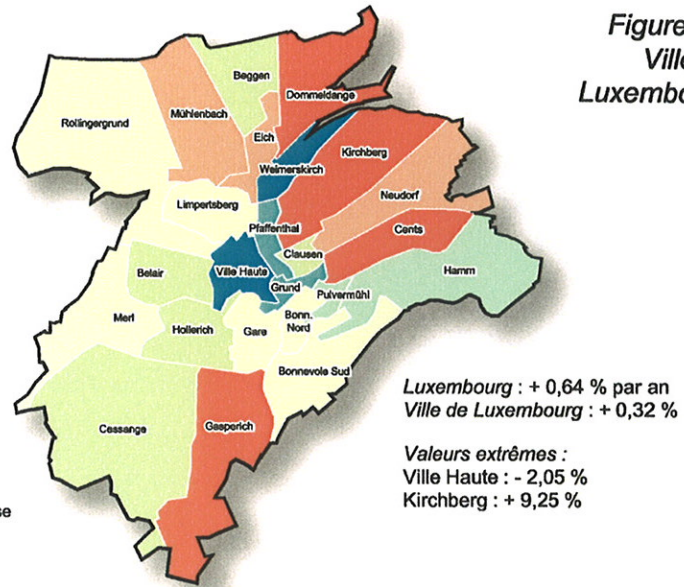 Figure
Ville
Luxembo
Beggen
Dommeldange
Rollingergrund
Mühlenbach
Eich
Kirchberg
Weimerskirch
Neudorf
Limpertsberg
Pfaffenthal
Cents
Clausen
Belair
Ville Haute
Hamm
Grund
Pulvermühl
Merl
Hollerich
Gare
Bonn.
Nord
Bonnevoie Sud
Cessange
Gasperich
Luxembourg : + 0,64 % par an
Ville de Luxembourg : + 0,32 %
Valeurs extrêmes :
Ville Haute : - 2,05 %
Kirchberg : + 9,25 %
se